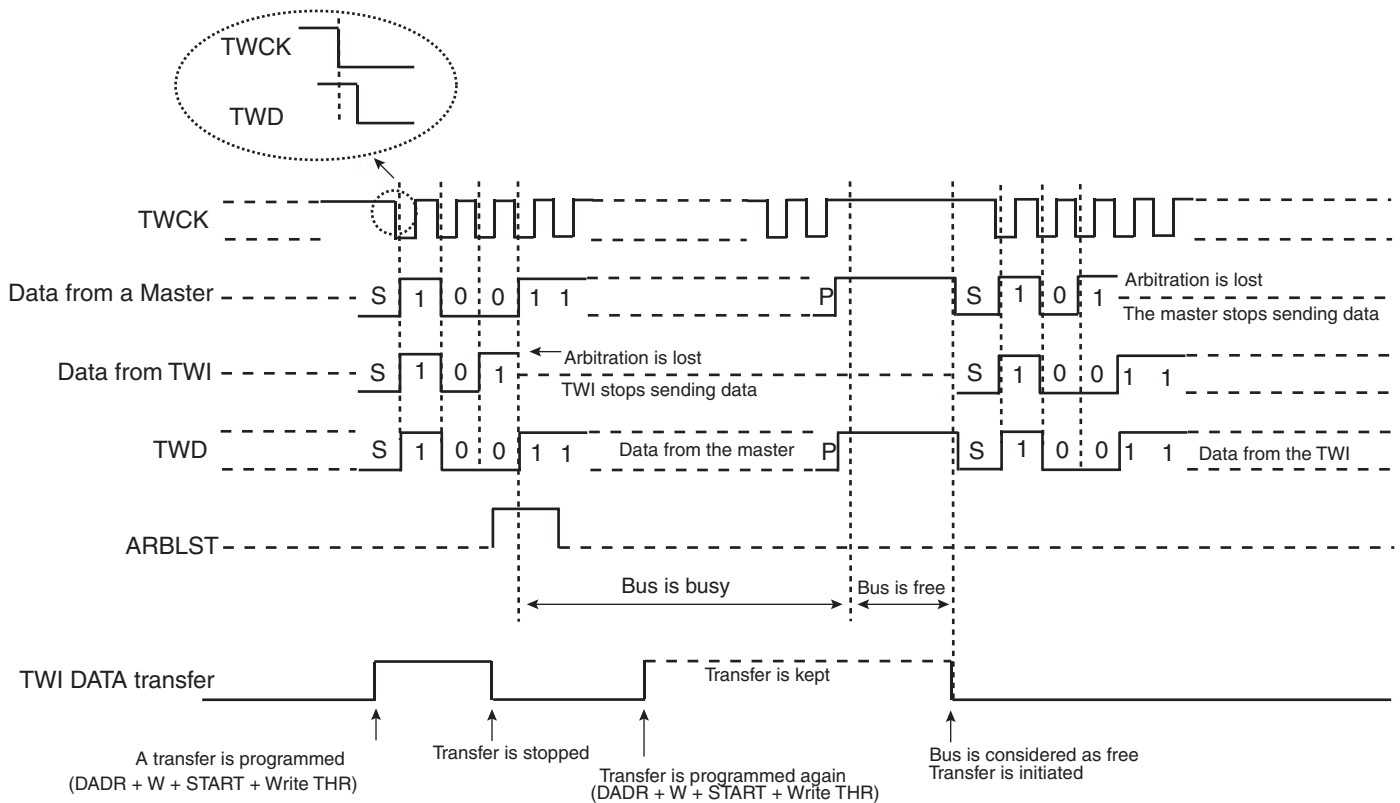 TWCK
TWD
TWCK
Data from a Master S 1 0 0 1 1 P S 1 0 1 Arbitration is lost
The master stops sending data
Data from TWI S 1 0 1 Arbitration is lost S 1 0 0 1 1
TWI stops sending data
TWD S 1 0 0 1 1 Data from the master P S 1 0 0 1 1 Data from the TWI
ARBLST
Bus is busy Bus is free
TWI DATA transfer Transfer is kept
A transfer is programmed
(DADR + W + START + Write THR)
Transfer is stopped
Transfer is programmed again
(DADR + W + START + Write THR)
Bus is considered as free
Transfer is initiated